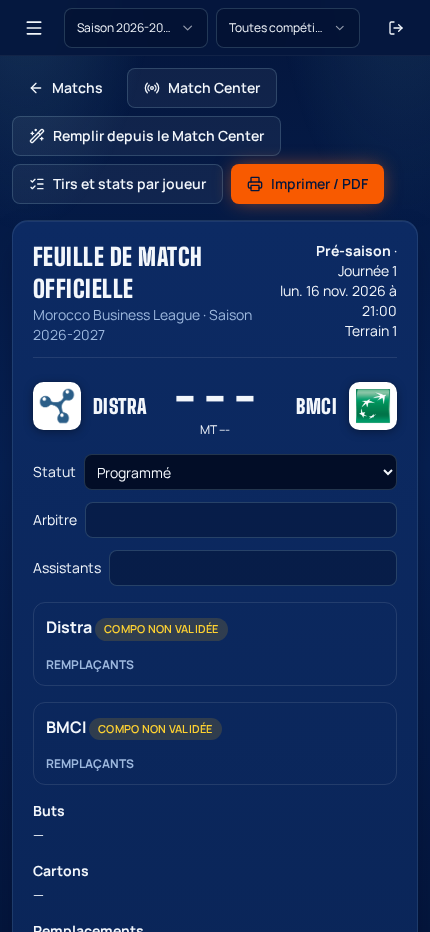 Saison 2026-20...
Toutes compéti...
Matchs
Match Center
Remplir depuis le Match Center
Tirs et stats par joueur
Imprimer / PDF
FEUILLE DE MATCH
OFFICIELLE
Morocco Business League · Saison
2026-2027
Pré-saison ·
Journée 1
lun. 16 nov. 2026 à
21:00
Terrain 1
DISTRA
– – –
BMCI
MT –-
Statut
Programmé
Arbitre
Assistants
Distra COMPO NON VALIDÉE
REMPLAÇANTS
BMCI COMPO NON VALIDÉE
REMPLAÇANTS
Buts
—
Cartons
—
Remplacements